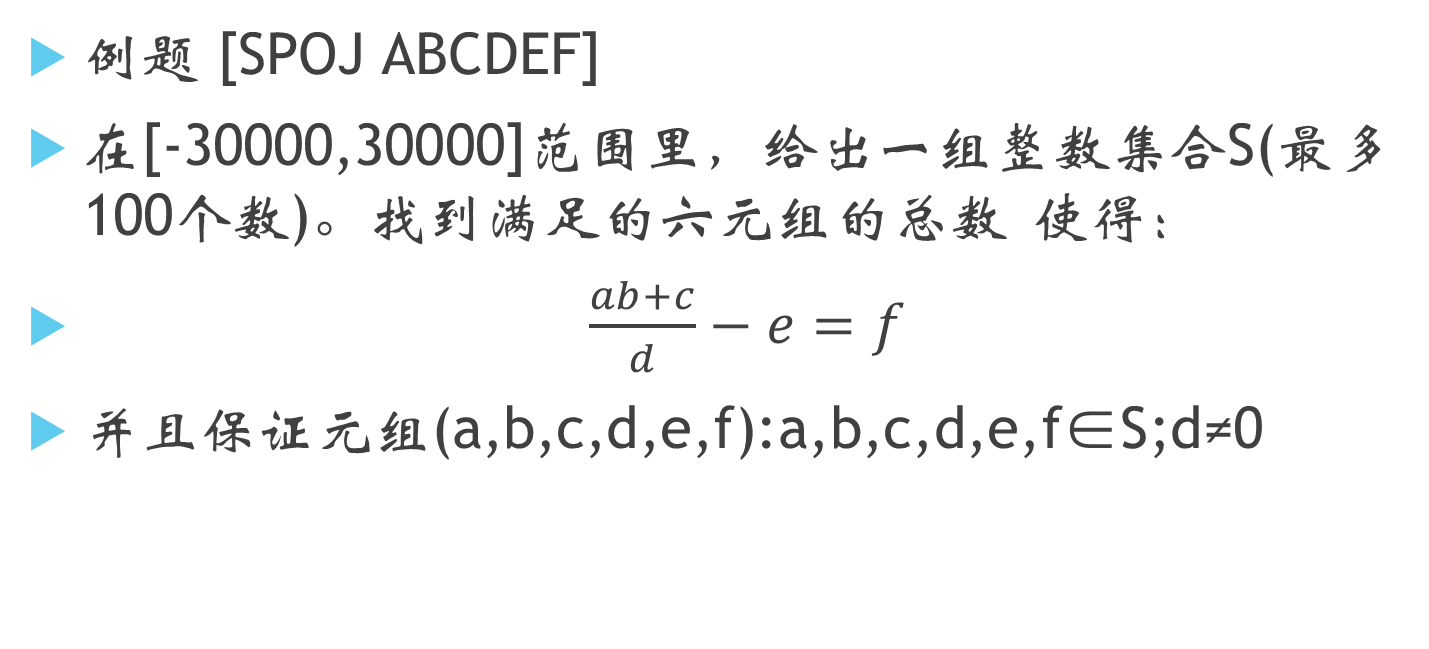 例题 [SPOJ ABCDEF]
在[-30000,30000]范围里，给出一组整数集合S(最多
100个数)。找到满足的六元组的总数 使得：
\frac{ab+c}{d} - e = f
并且保证元组(a,b,c,d,e,f):a,b,c,d,e,f∈S;d≠0